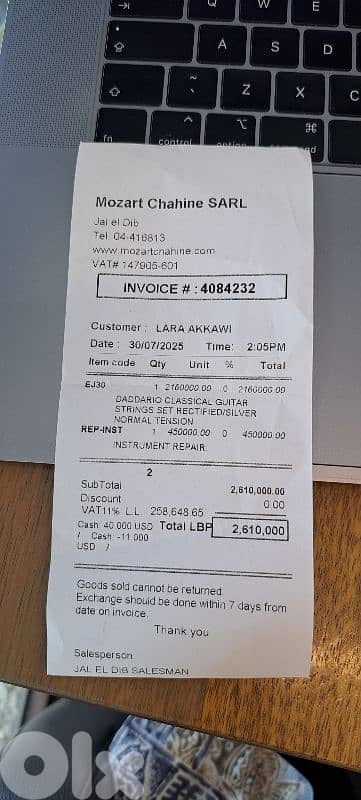 Q W E
A S D
~ Z X C
fn control option
⌃ ⌥ ⌘
Mozart Chahine SARL
Jal el Dib
Tel 04-416813
www.mozartchahine.com
VAT# 147905-601
INVOICE # : 4084232
Customer : LARA AKKAWI
Date : 30/07/2025 Time: 2:05PM
Item code Qty Unit % Total
EJ30 1 2160000.00 0 2160000.00
DADDARIO CLASSICAL GUITAR
STRINGS SET RECTIFIED/SILVER
NORMAL TENSION
REP-INST 1 450000.00 0 450000.00
INSTRUMENT REPAIR
2
SubTotal 2,610,000.00
Discount 0.00
VAT11% L.L. 258,648.65
Cash: 40.000 USD Total LBP 2,610,000
/ Cash: -11.000
USD /
Goods sold cannot be returned
Exchange should be done within 7 days from
date on invoice.
Thank you
Salesperson:
JAL EL DIB SALESMAN
olx